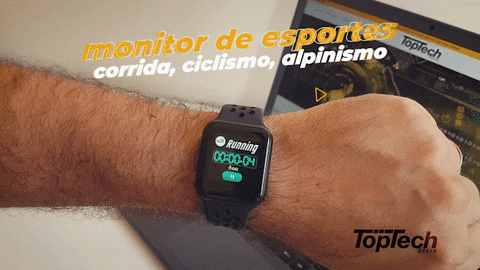 monitor de esportes
corrida, ciclismo, alpinismo
TopTech
Running
00:00:04
TopTech
Store